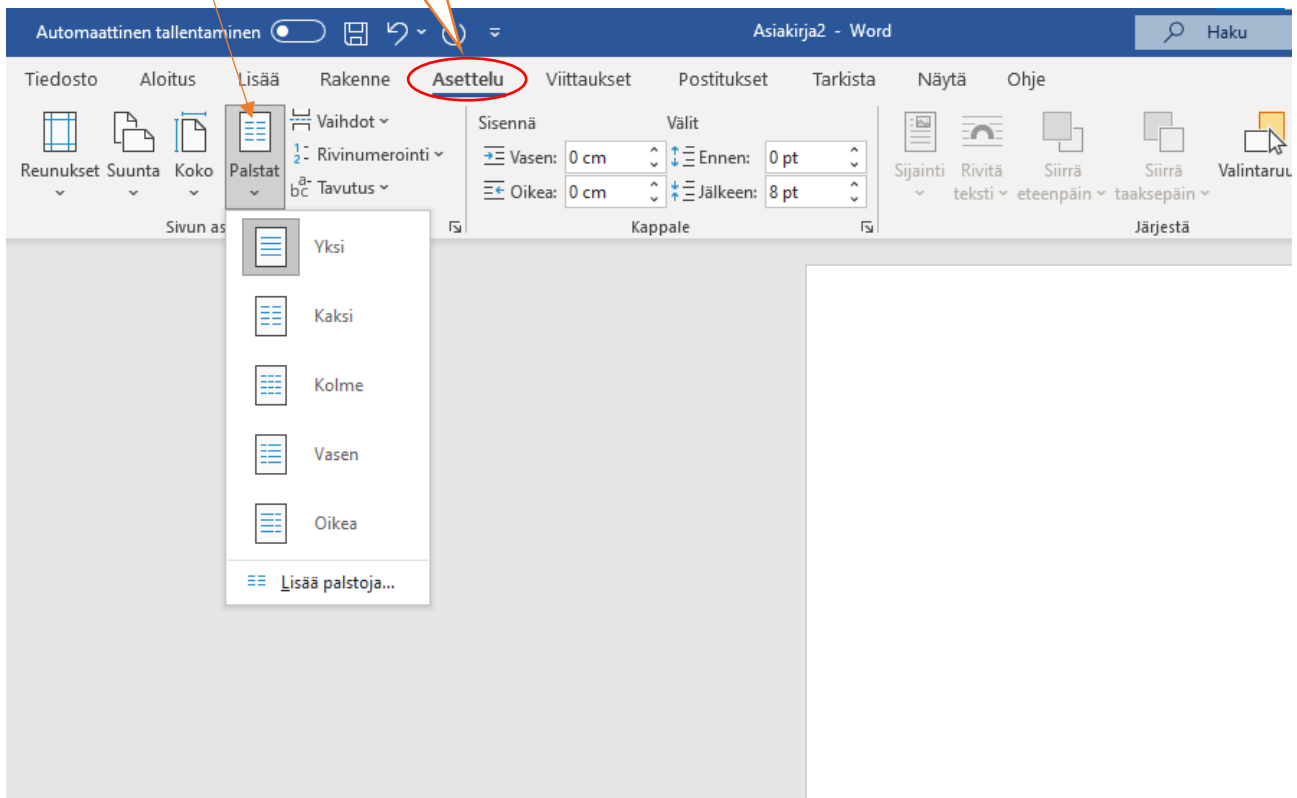 Automaattinen tallentaminen
Asiakirja2 - Word
Haku
Tiedosto Aloitus Lisää Rakenne Asettelu Viittaukset Postitukset Tarkista Näytä Ohje
Reunukset Suunta Koko Palstat
Vaihdot
Rivinumerointi
Tavutus
Sivun as
Sisennä
Vasen: 0 cm
Oikea: 0 cm
Välit
Ennen: 0 pt
Jälkeen: 8 pt
Kappale
Sijainti
Rivitä
teksti
Siirrä
eteenpäin
Siirrä
taaksepäin
Valintaruu
Järjestä
Yksi
Kaksi
Kolme
Vasen
Oikea
Lisää palstoja...